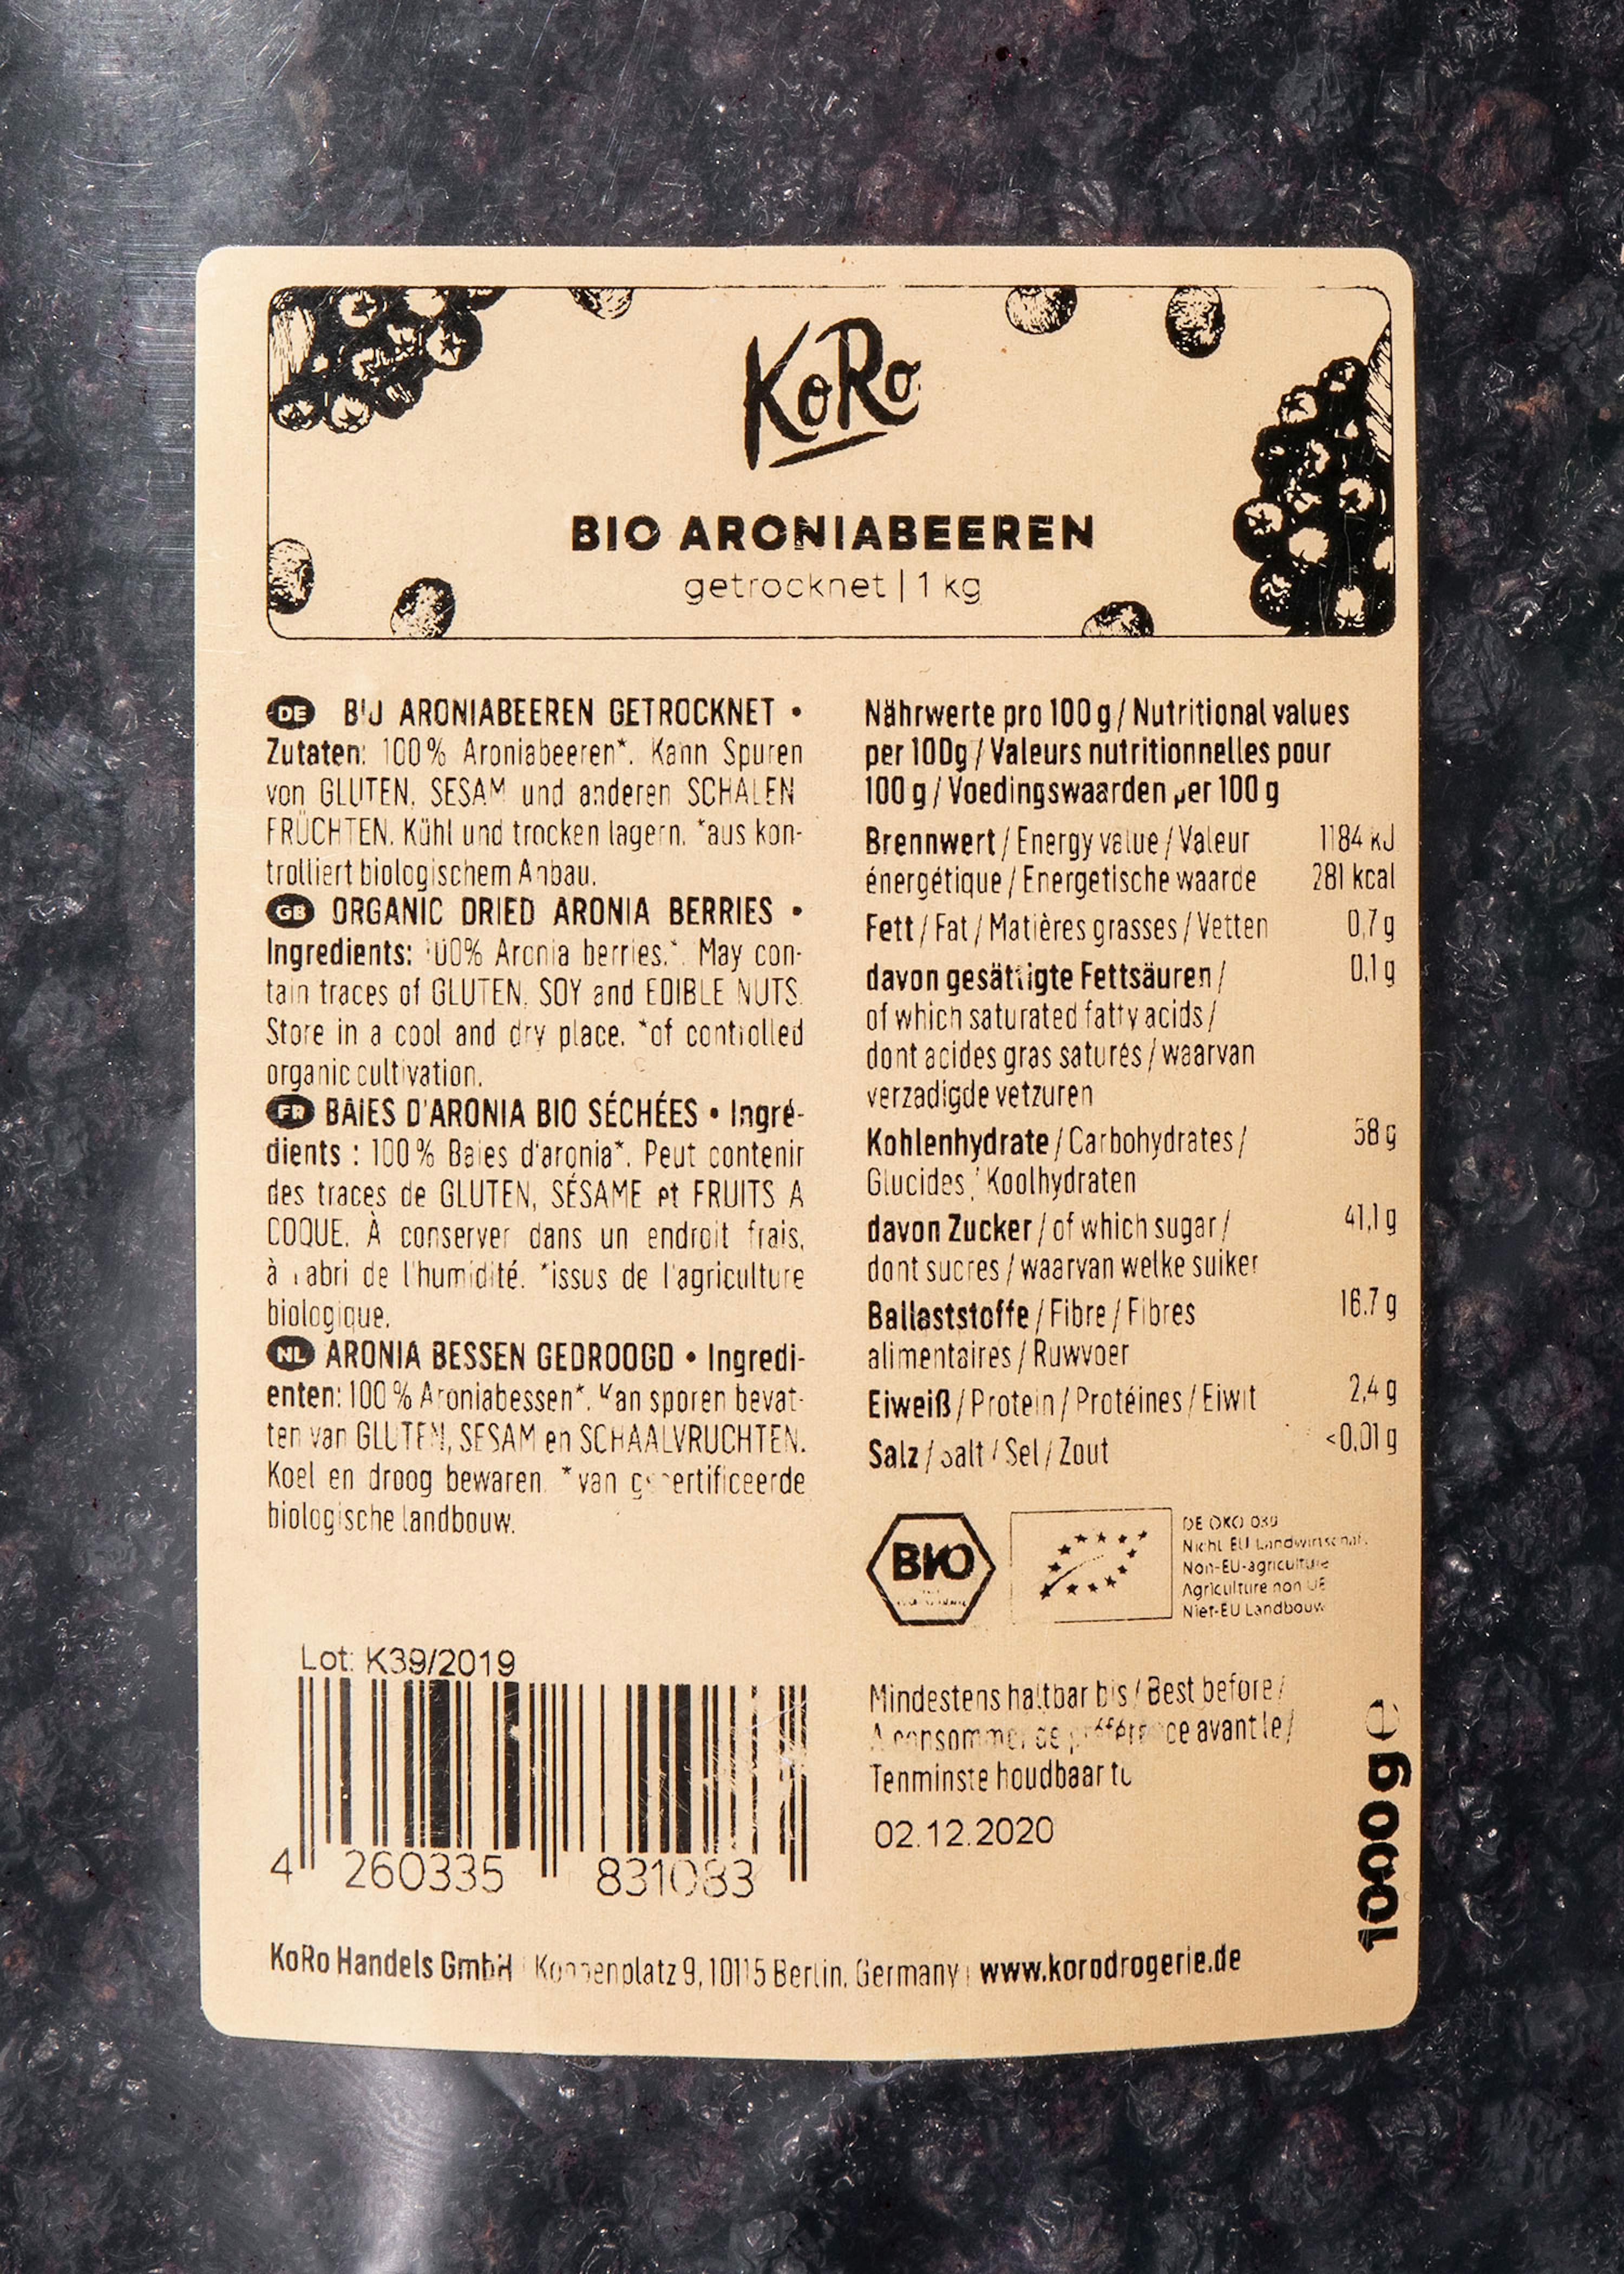 KoRo
BIO ARONIABEEREN
getrocknet | 1 kg
DE BIO ARONIABEEREN GETROCKNET •
Zutaten: 100 % Aroniabeeren*. Kann Spuren
von GLUTEN, SESAM und anderen SCHALEN
FRÜCHTEN. Kühl und trocken lagern. *aus kon-
trolliert biologischem Anbau.
GB ORGANIC DRIED ARONIA BERRIES •
Ingredients: 100% Aronia berries.*. May con-
tain traces of GLUTEN, SOY and EDIBLE NUTS.
Store in a cool and dry place. *of controlled
organic cultivation.
FR BAIES D'ARONIA BIO SÉCHÉES • Ingré-
dients : 100 % Baies d'aronia*. Peut contenir
des traces de GLUTEN, SÉSAME et FRUITS A
COQUE. À conserver dans un endroit frais,
à abri de l'humidité. *issus de l'agriculture
biologique.
NL ARONIA BESSEN GEDROOGD • Ingredi-
enten: 100 % Aroniabessen*. Kan sporen bevat-
ten van GLUTEN, SESAM en SCHAALVRUCHTEN.
Koel en droog bewaren. *van
biologische landbouw.
Nährwerte pro 100 g / Nutritional values
per 100g / Valeurs nutritionnelles pour
100 g / Voedingswaarden per 100 g
Brennwert / Energy value / Valeur 1184 kJ
énergétique / Energetische waarde 281 kcal
Fett / Fat / Matières grasses / Vetten 0,7 g
davon gesättigte Fettsäuren / 0,1 g
of which saturated fatty acids /
dont acides gras saturés / waarvan
verzadigde vetzuren
Kohlenhydrate / Carbohydrates / 58 g
Glucides / Koolhydraten
davon Zucker / of which sugar / 41,1 g
dont sucres / waarvan welke suiker
Ballaststoffe / Fibre / Fibres 16.7 g
alimentaires / Ruwvoer
Eiweiß / Protein / Protéines / Eiwit 2,4 g
Salz / Salt / Sel / Zout <0,01 g
BIO
DE ÖKO 039
Nicht EU Landwirtschaft.
Non-EU-agriculture
Agriculture non UE
Niet-EU Landbouw
Lot: K39/2019
4 260335 831083
Mindestens haltbar bis / Best before /
A consommer de préférence avant le /
Tenminste houdbaar
02.12.2020
1000 g e
KoRo Handels GmbH | Koppenplatz 9, 10115 Berlin, Germany | www.korodrogerie.de